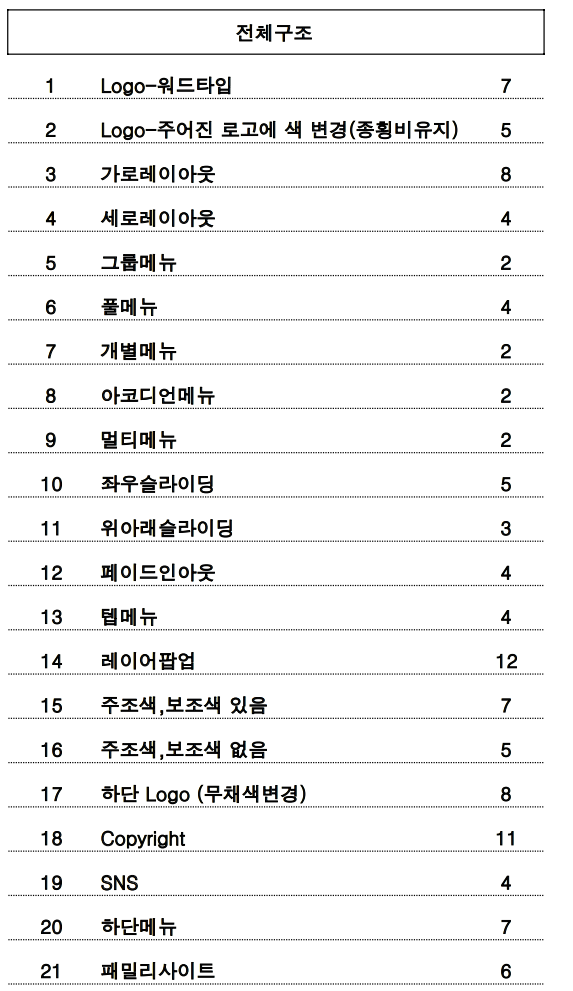 전체구조
1 Logo-워드타입 7
2 Logo-주어진 로고에 색 변경(종횡비유지) 5
3 가로레이아웃 8
4 세로레이아웃 4
5 그룹메뉴 2
6 풀메뉴 4
7 개별메뉴 2
8 아코디언메뉴 2
9 멀티메뉴 2
10 좌우슬라이딩 5
11 위아래슬라이딩 3
12 페이드인아웃 4
13 텝메뉴 4
14 레이어팝업 12
15 주조색,보조색 있음 7
16 주조색,보조색 없음 5
17 하단 Logo (무채색변경) 8
18 Copyright 11
19 SNS 4
20 하단메뉴 7
21 패밀리사이트 6